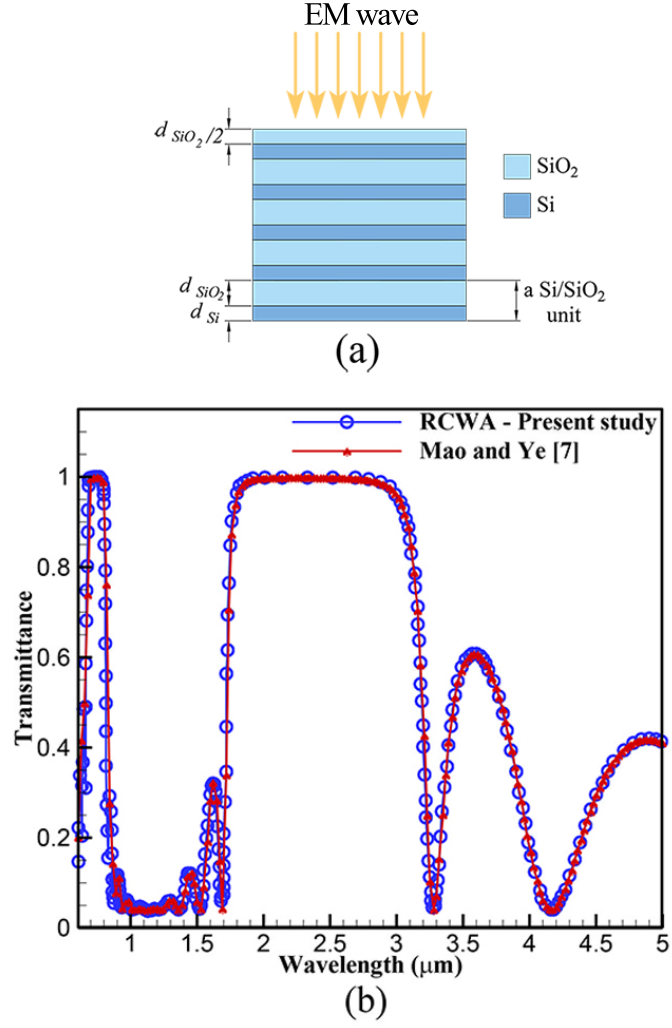 EM wave
d SiO2/2
SiO2
Si
d SiO2
d Si
a Si/SiO2
unit
(a)
RCWA - Present study
Mao and Ye [7]
1
0.8
0.6
0.4
0.2
0
Transmittance
1
1.5
2
2.5
3
3.5
4
4.5
5
Wavelength (μm)
(b)